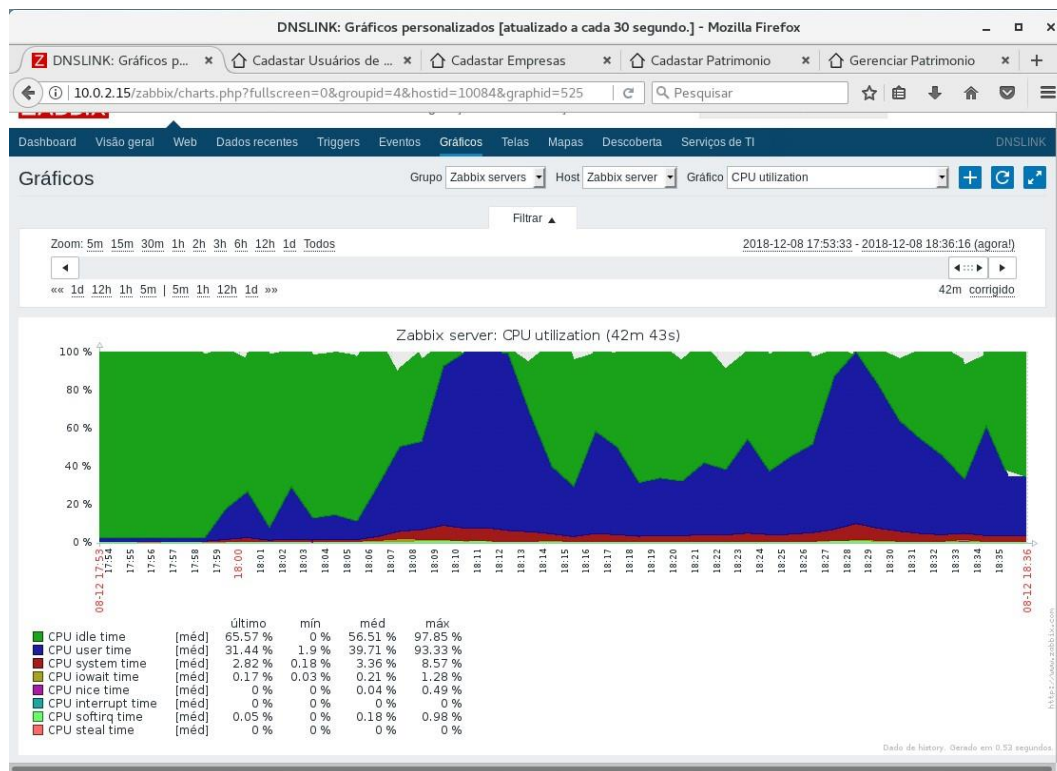 DNSLINK: Gráficos personalizados [atualizado a cada 30 segundo.] - Mozilla Firefox
DNSLINK: Gráficos p... Cadastar Usuários de ... Cadastar Empresas Cadastar Patrimonio Gerenciar Patrimonio
10.0.2.15/zabbix/charts.php?fullscreen=0&groupid=4&hostid=10084&graphid=525 Pesquisar
Dashboard Visão geral Web Dados recentes Triggers Eventos Gráficos Telas Mapas Descoberta Serviços de TI DNSLINK
Gráficos Grupo Zabbix servers Host Zabbix server Gráfico CPU utilization
Filtrar
Zoom: 5m 15m 30m 1h 2h 3h 6h 12h 1d Todos 2018-12-08 17:53:33 - 2018-12-08 18:36:16 (agora!)
«« 1d 12h 1h 5m | 5m 1h 12h 1d »» 42m corrigido
Zabbix server: CPU utilization (42m 43s)
100 %
80 %
60 %
40 %
20 %
0 %
08-12 17:53 17:54 17:55 17:56 17:57 17:58 17:59 18:00 18:01 18:02 18:03 18:04 18:05 18:06 18:07 18:08 18:09 18:10 18:11 18:12 18:13 18:14 18:15 18:16 18:17 18:18 18:19 18:20 18:21 18:22 18:23 18:24 18:25 18:26 18:27 18:28 18:29 18:30 18:31 18:32 18:33 18:34 18:35 08-12 18:36
último mín méd máx
CPU idle time [méd] 65.57 % 0 % 56.51 % 97.85 %
CPU user time [méd] 31.44 % 1.9 % 39.71 % 93.33 %
CPU system time [méd] 2.82 % 0.18 % 3.36 % 8.57 %
CPU iowait time [méd] 0.17 % 0.03 % 0.21 % 1.28 %
CPU nice time [méd] 0 % 0 % 0.04 % 0.49 %
CPU interrupt time [méd] 0 % 0 % 0 % 0 %
CPU softirq time [méd] 0.05 % 0 % 0.18 % 0.98 %
CPU steal time [méd] 0 % 0 % 0 % 0 %
http://www.zabbix.com
Dado de history. Gerado em 0.53 segundos